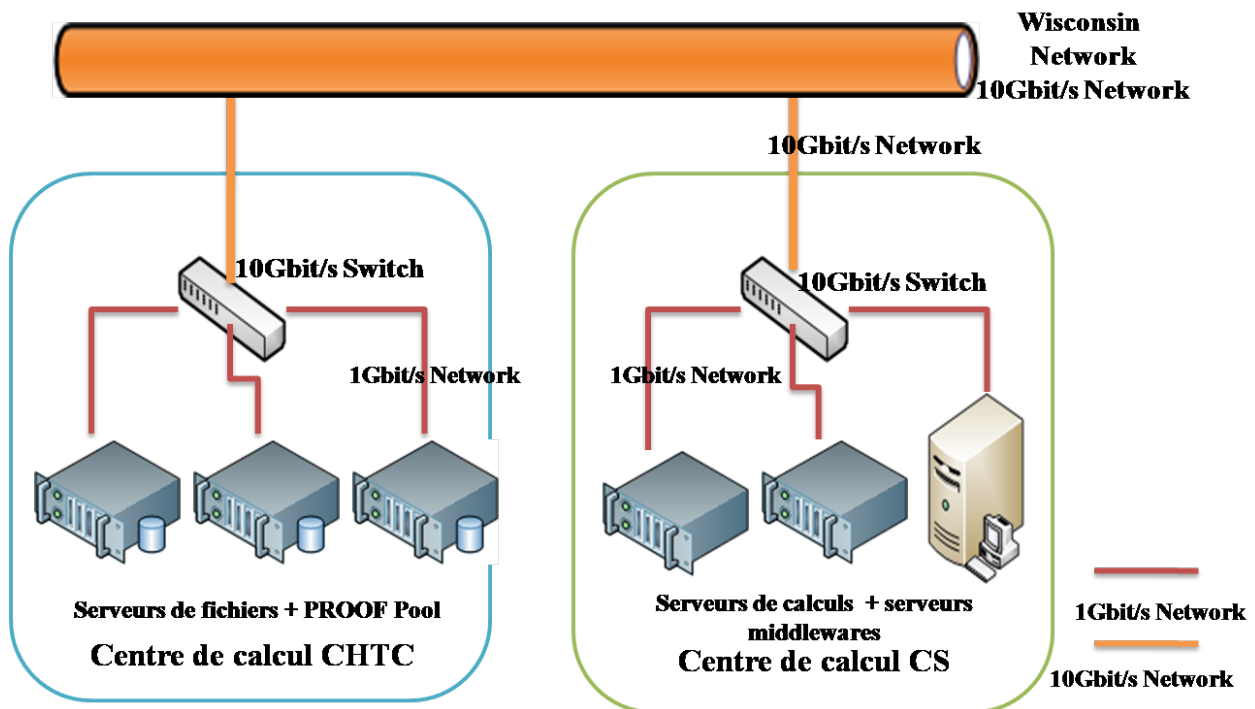 Wisconsin
Network
10Gbit/s Network
10Gbit/s Network
10Gbit/s Switch
10Gbit/s Switch
1Gbit/s Network
1Gbit/s Network
Serveurs de fichiers + PROOF Pool
Centre de calcul CHTC
Serveurs de calculs + serveurs
middlewares
Centre de calcul CS
1Gbit/s Network
10Gbit/s Network